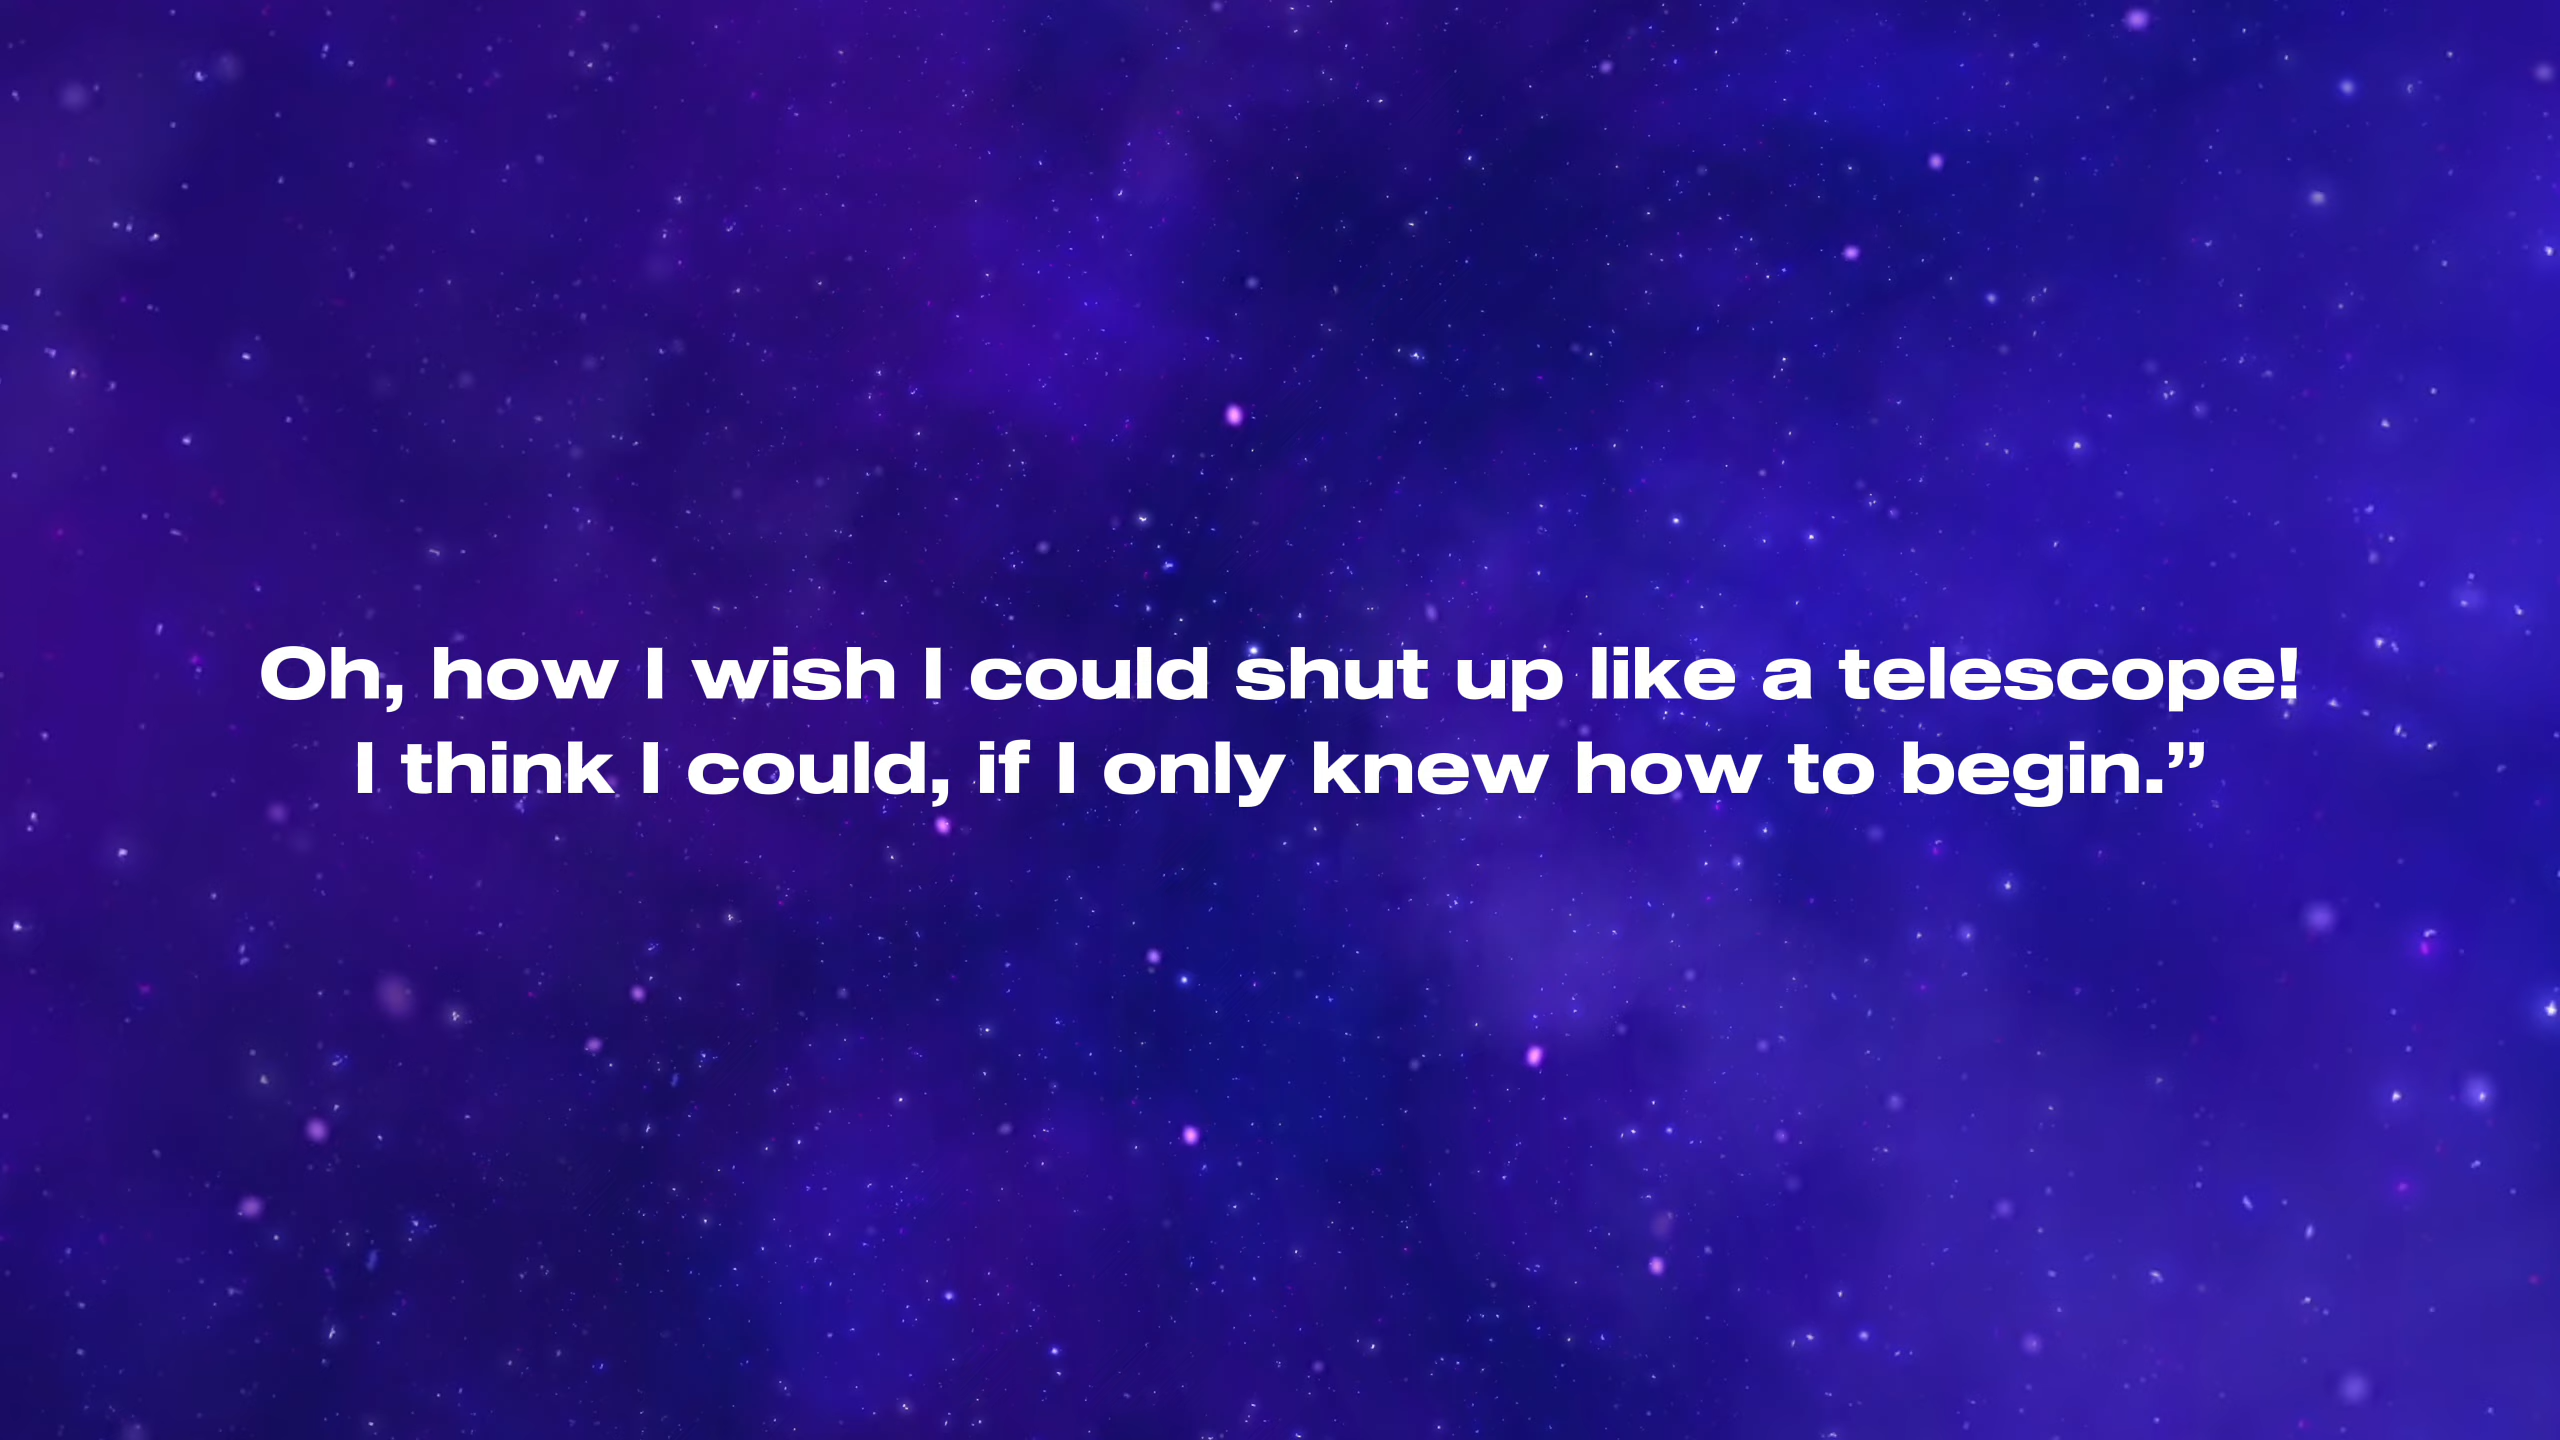 Oh, how I wish I could shut up like a telescope!
I think I could, if I only knew how to begin.”